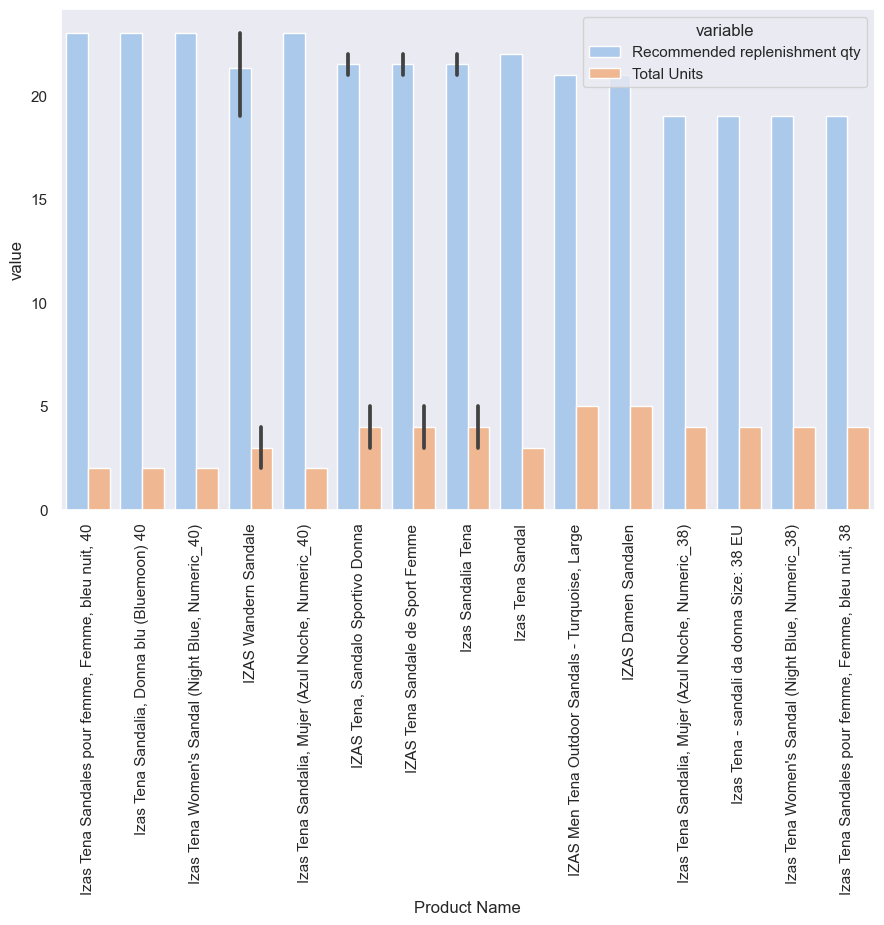 variable
Recommended replenishment qty
Total Units
value
20
15
10
5
0
Izas Tena Sandales pour femme, Femme, bleu nuit, 40
Izas Tena Sandalia, Donna blu (Bluemoon) 40
Izas Tena Women's Sandal (Night Blue, Numeric_40)
IZAS Wandern Sandale
Izas Tena Sandalia, Mujer (Azul Noche, Numeric_40)
IZAS Tena, Sandalo Sportivo Donna
IZAS Tena Sandale de Sport Femme
Izas Sandalia Tena
Izas Tena Sandal
IZAS Men Tena Outdoor Sandals - Turquoise, Large
IZAS Damen Sandalen
Izas Tena Sandalia, Mujer (Azul Noche, Numeric_38)
Izas Tena - sandali da donna Size: 38 EU
Izas Tena Women's Sandal (Night Blue, Numeric_38)
Izas Tena Sandales pour femme, Femme, bleu nuit, 38
Product Name